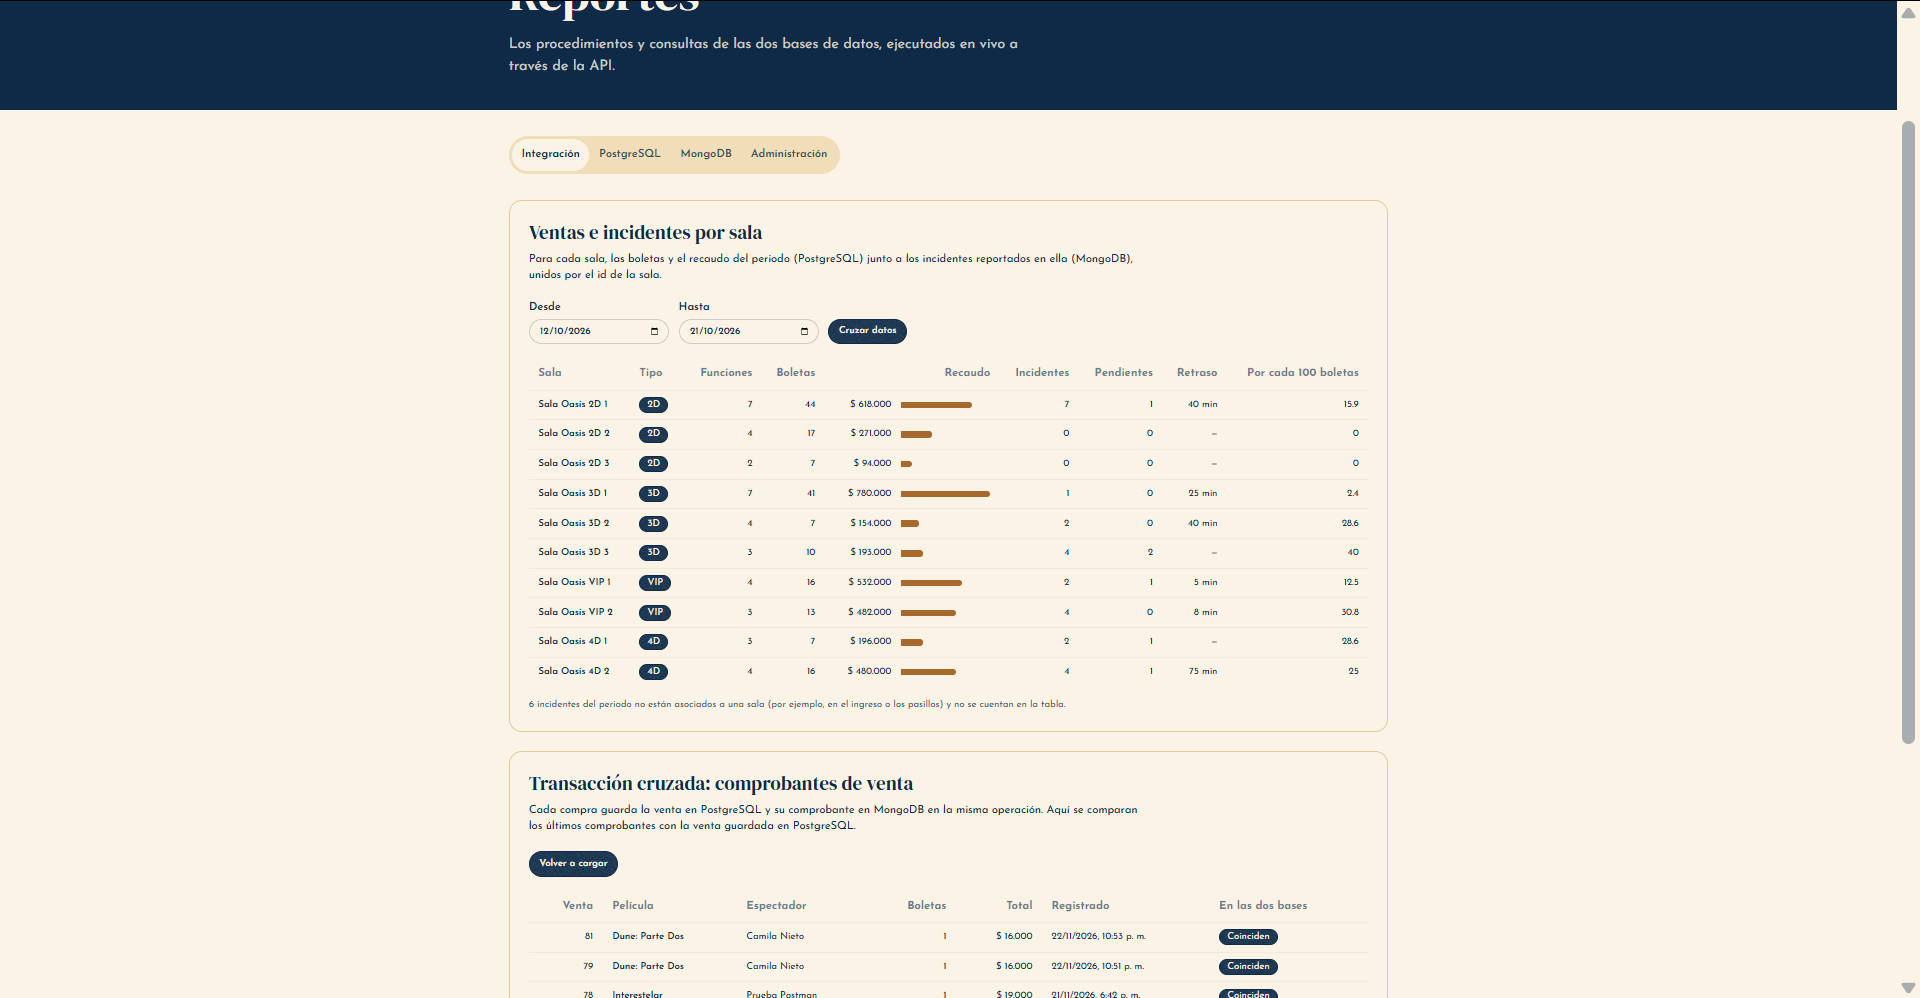 Reportes
Los procedimientos y consultas de las dos bases de datos, ejecutados en vivo a
través de la API.
Integración PostgreSQL MongoDB Administración
Ventas e incidentes por sala
Para cada sala, las boletas y el recaudo del periodo (PostgreSQL) junto a los incidentes reportados en ella (MongoDB),
unidos por el id de la sala.
Desde Hasta
12/10/2026 21/10/2026 Cruzar datos
Sala Tipo Funciones Boletas Recaudo Incidentes Pendientes Retraso Por cada 100 boletas
Sala Oasis 2D 1 2D 7 44 $ 618.000 7 1 40 min 15.9
Sala Oasis 2D 2 2D 4 17 $ 271.000 0 0 – 0
Sala Oasis 2D 3 2D 2 7 $ 94.000 0 0 – 0
Sala Oasis 3D 1 3D 7 41 $ 780.000 1 0 25 min 2.4
Sala Oasis 3D 2 3D 4 7 $ 154.000 2 0 40 min 28.6
Sala Oasis 3D 3 3D 3 10 $ 193.000 4 2 – 40
Sala Oasis VIP 1 VIP 4 16 $ 532.000 2 1 5 min 12.5
Sala Oasis VIP 2 VIP 3 13 $ 482.000 4 0 8 min 30.8
Sala Oasis 4D 1 4D 3 7 $ 196.000 2 1 – 28.6
Sala Oasis 4D 2 4D 4 16 $ 480.000 4 1 75 min 25
6 incidentes del periodo no están asociados a una sala (por ejemplo, en el ingreso o los pasillos) y no se cuentan en la tabla.
Transacción cruzada: comprobantes de venta
Cada compra guarda la venta en PostgreSQL y su comprobante en MongoDB en la misma operación. Aquí se comparan
los últimos comprobantes con la venta guardada en PostgreSQL.
Volver a cargar
Venta Película Espectador Boletas Total Registrado En las dos bases
81 Dune: Parte Dos Camila Nieto 1 $ 16.000 22/11/2026, 10:53 p. m. Coinciden
79 Dune: Parte Dos Camila Nieto 1 $ 16.000 22/11/2026, 10:51 p. m. Coinciden
78 Interestelar Prueba Postman 1 $ 19.000 21/11/2026, 6:42 p. m. Coinciden